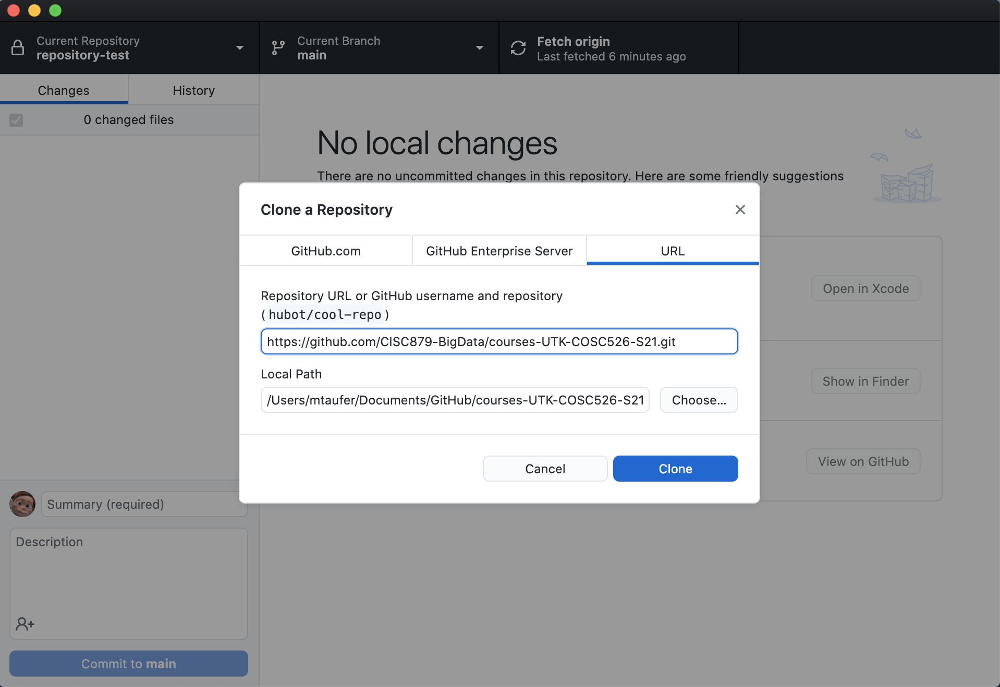 Current Repository
repository-test
Current Branch
main
Fetch origin
Last fetched 6 minutes ago
Changes
History
0 changed files
No local changes
There are no uncommitted changes in this repository. Here are some friendly suggestions
Clone a Repository
GitHub.com
GitHub Enterprise Server
URL
Repository URL or GitHub username and repository
(hubot/cool-repo)
https://github.com/CISC879-BigData/courses-UTK-COSC526-S21.git
Local Path
/Users/mtaufer/Documents/GitHub/courses-UTK-COSC526-S21
Choose...
Cancel
Clone
Open in Xcode
Show in Finder
View on GitHub
Summary (required)
Description
Commit to main